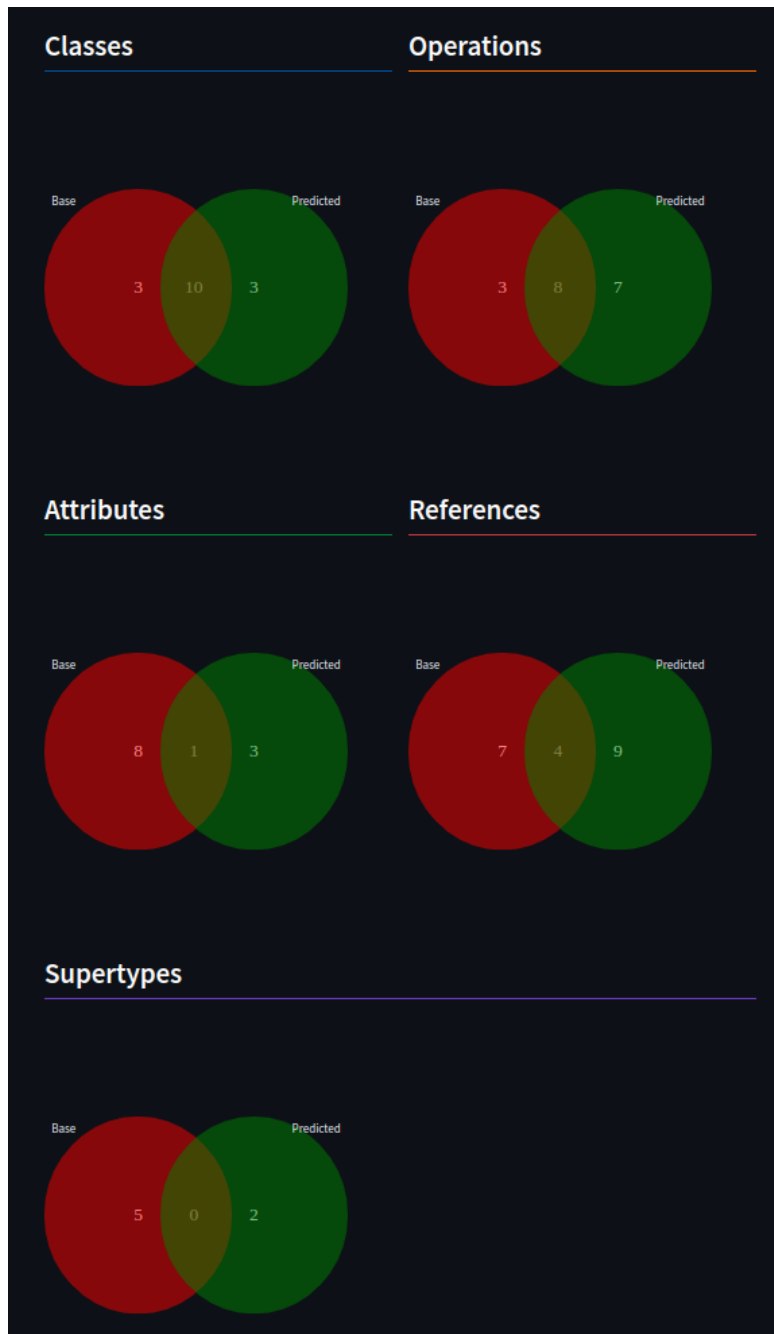 Classes
Operations
Base
Predicted
Base
Predicted
3 10 3
3 8 7
Attributes
References
Base
Predicted
Base
Predicted
8 1 3
7 4 9
Supertypes
Base
Predicted
5 0 2